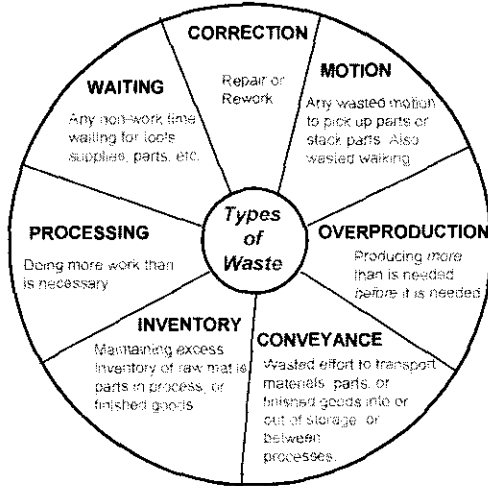 CORRECTION
Repair or
Rework
MOTION
Any wasted motion
to pick up parts or
stack parts. Also
wasted walking
OVERPRODUCTION
Producing more
than is needed
before it is needed
CONVEYANCE
Wasted effort to transport
materials, parts, or
finished goods into or
out of storage, or
between
processes.
INVENTORY
Maintaining excess
inventory of raw mat'ls,
parts in process, or
finished goods
PROCESSING
Doing more work than
is necessary
WAITING
Any non-work time
waiting for tools,
supplies, parts, etc.
Types
of
Waste